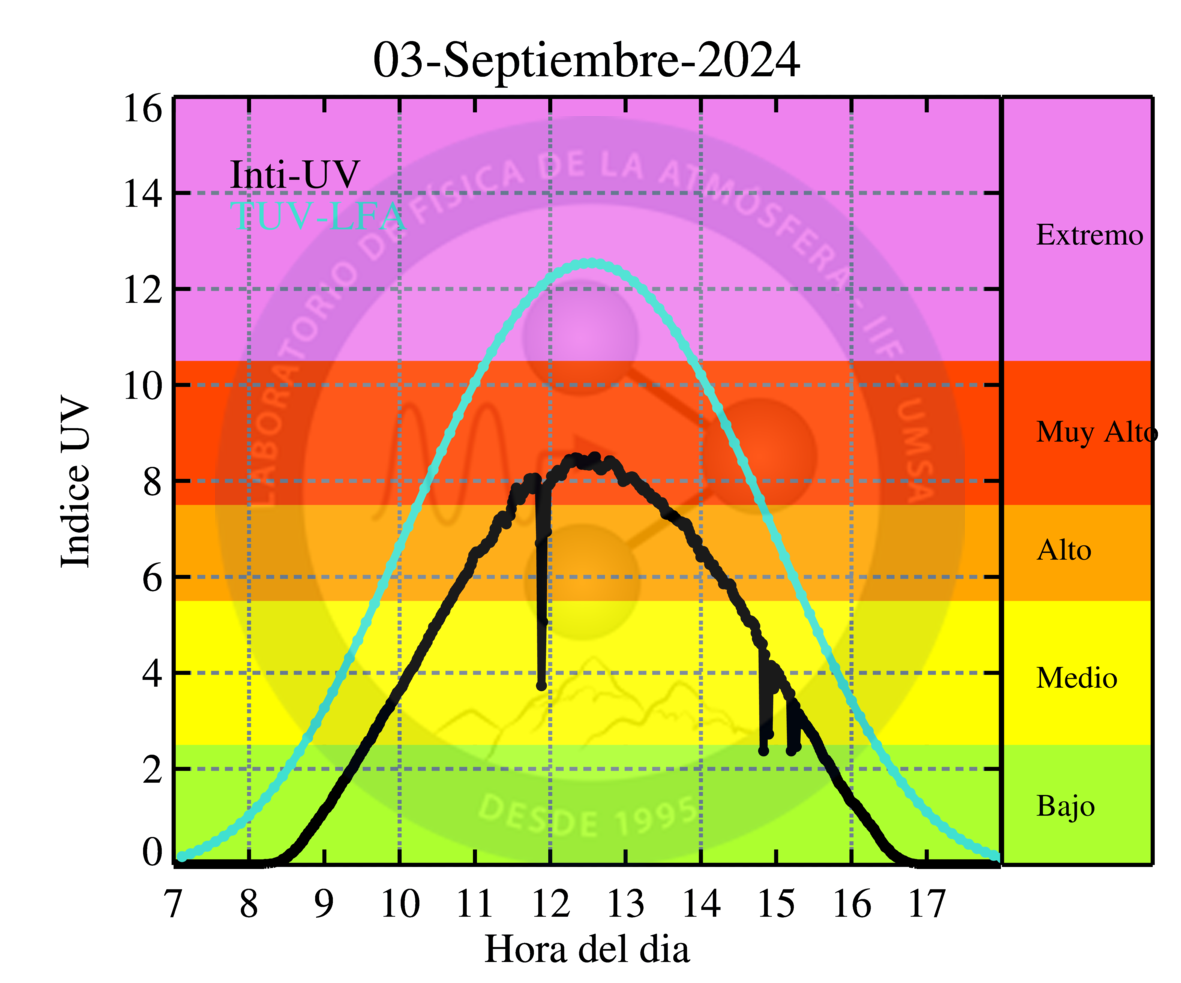 03-Septiembre-2024
16
14
12
10
8
6
4
2
0
Indice UV
Inti-UV
TUV-LFA
LABORATORIO DE FÍSICA DE LA ATMÓSFERA - IIF - UMSA
DESDE 1995
Extremo
Muy Alto
Alto
Medio
Bajo
7 8 9 10 11 12 13 14 15 16 17
Hora del dia